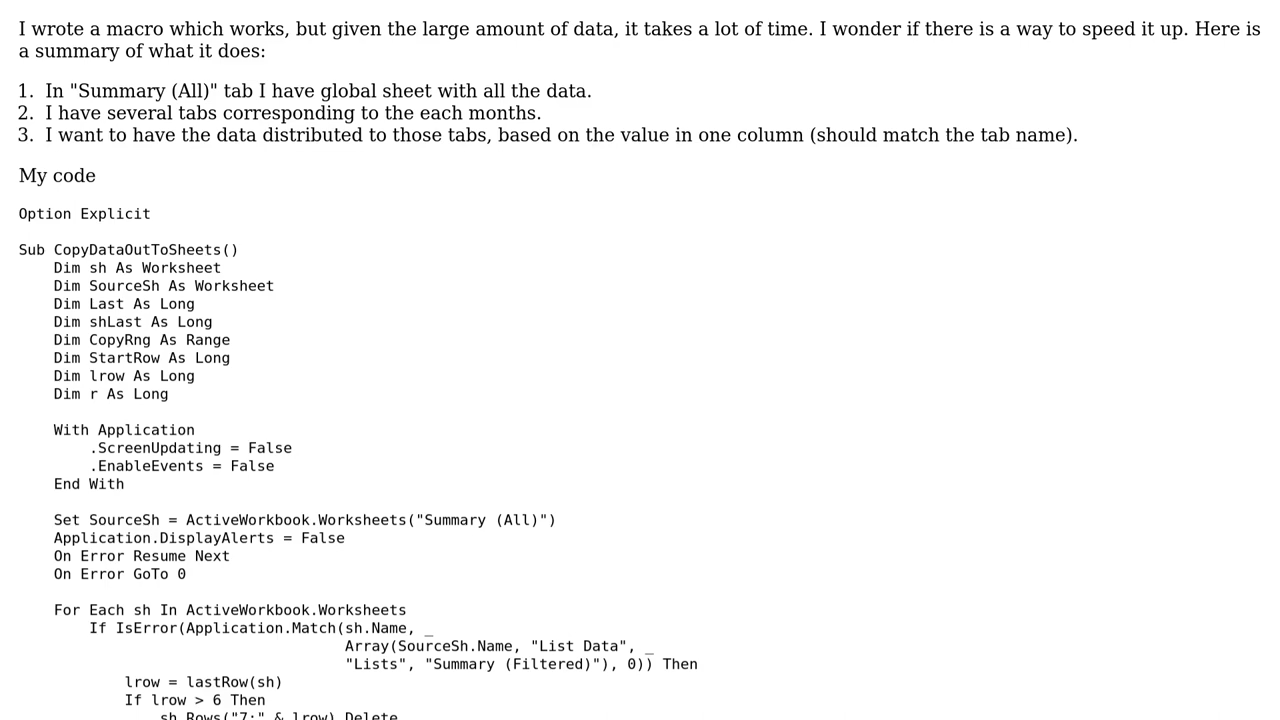 I wrote a macro which works, but given the large amount of data, it takes a lot of time. I wonder if there is a way to speed it up. Here is
a summary of what it does:
1. In "Summary (All)" tab I have global sheet with all the data.
2. I have several tabs corresponding to the each months.
3. I want to have the data distributed to those tabs, based on the value in one column (should match the tab name).
My code
Option Explicit
Sub CopyDataOutToSheets()
    Dim sh As Worksheet
    Dim SourceSh As Worksheet
    Dim Last As Long
    Dim shLast As Long
    Dim CopyRng As Range
    Dim StartRow As Long
    Dim lrow As Long
    Dim r As Long
    With Application
        .ScreenUpdating = False
        .EnableEvents = False
    End With
    Set SourceSh = ActiveWorkbook.Worksheets("Summary (All)")
    Application.DisplayAlerts = False
    On Error Resume Next
    On Error GoTo 0
    For Each sh In ActiveWorkbook.Worksheets
        If IsError(Application.Match(sh.Name, _
                                     Array(SourceSh.Name, "List Data", _
                                     "Lists", "Summary (Filtered)"), 0)) Then
            lrow = lastRow(sh)
            If lrow > 6 Then
                sh.Rows("7:" & lrow).Delete